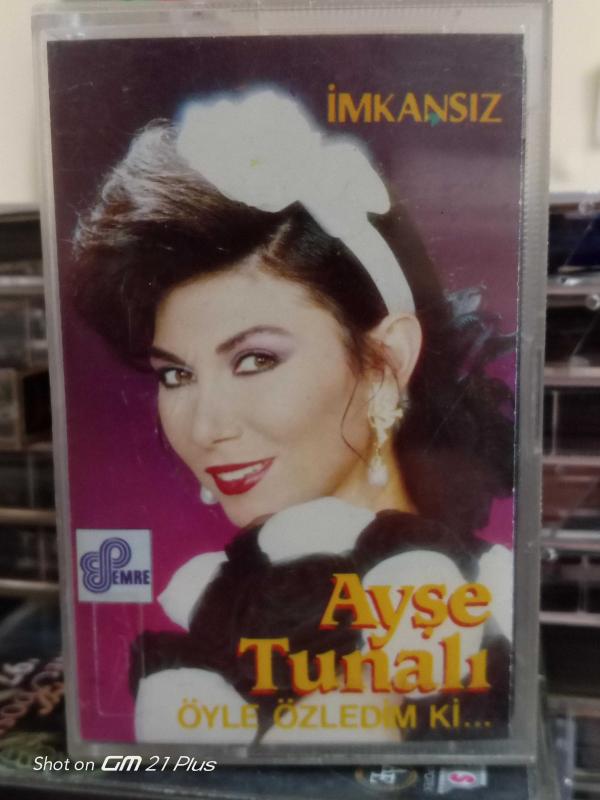 İMKANSIZ
EMRE
Ayşe
Tunalı
ÖYLE ÖZLEDİM Kİ...
Shot on GM 21 Plus